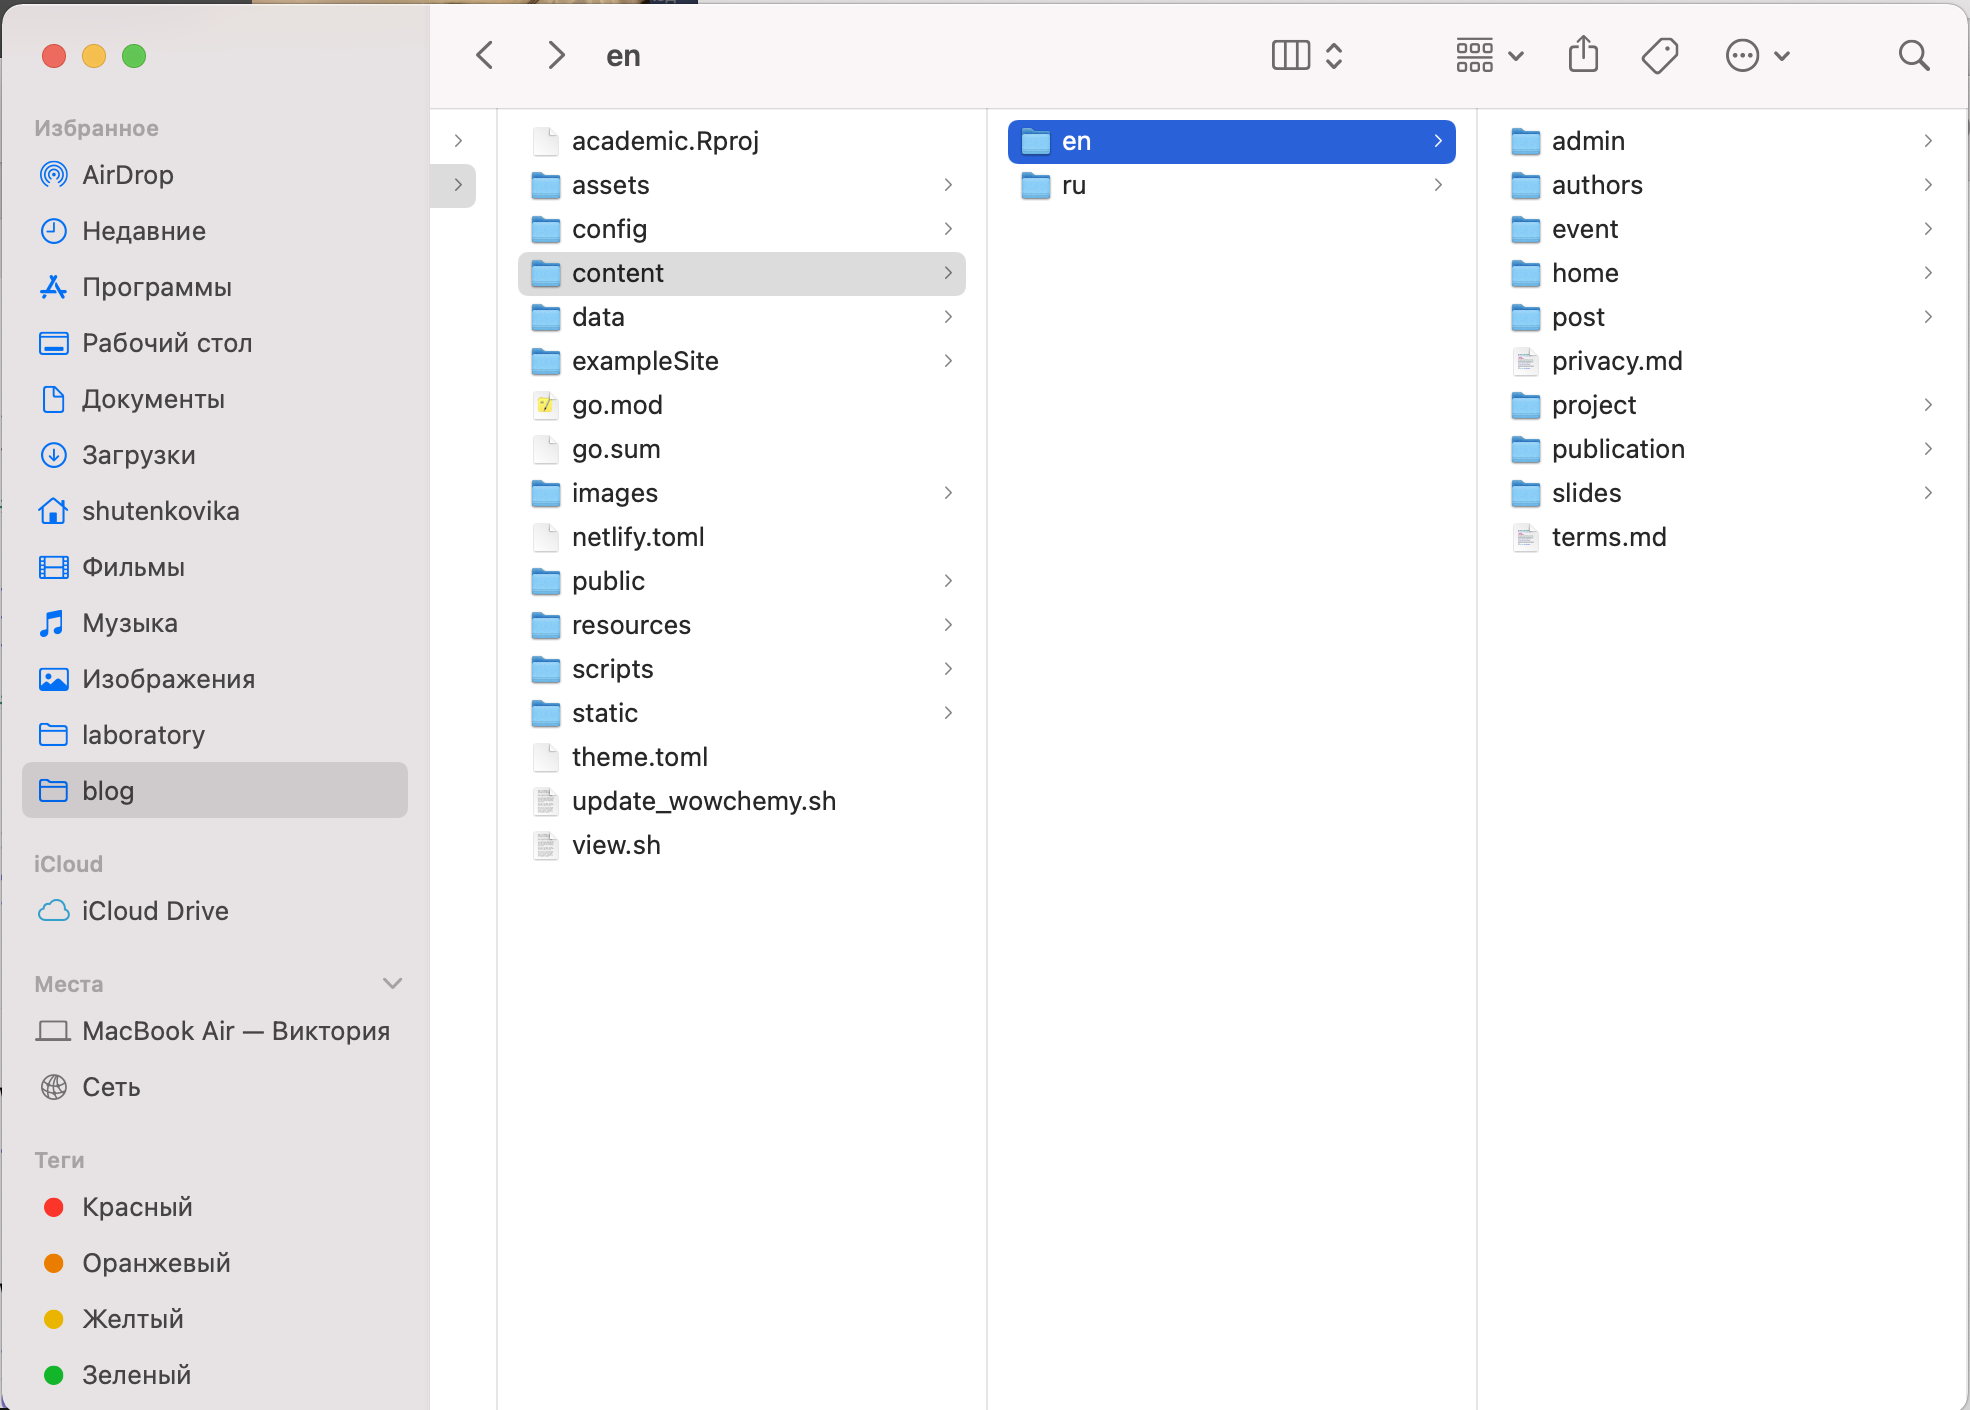 en
Избранное
AirDrop
Недавние
Программы
Рабочий стол
Документы
Загрузки
shutenkovika
Фильмы
Музыка
Изображения
laboratory
blog
iCloud
iCloud Drive
Места
MacBook Air — Виктория
Сеть
Теги
Красный
Оранжевый
Желтый
Зеленый
academic.Rproj
assets
config
content
data
exampleSite
go.mod
go.sum
images
netlify.toml
public
resources
scripts
static
theme.toml
update_wowchemy.sh
view.sh
en
ru
admin
authors
event
home
post
privacy.md
project
publication
slides
terms.md